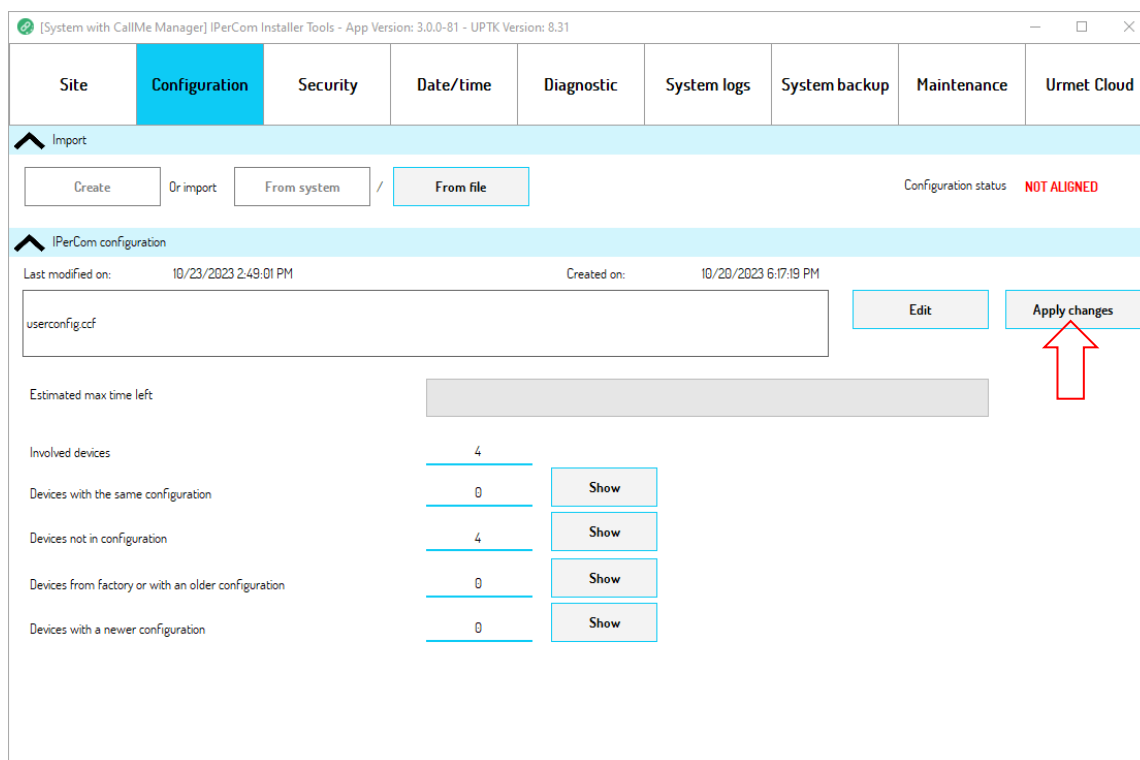 [System with CallMe Manager] IPerCom Installer Tools - App Version: 3.0.0-81 - UPTK Version: 8.31
Site Configuration Security Date/time Diagnostic System logs System backup Maintenance Urmet Cloud
Import
Create Or import From system / From file Configuration status NOT ALIGNED
IPerCom configuration
Last modified on: 10/23/2023 2:49:01 PM Created on: 10/20/2023 6:17:19 PM
Edit Apply changes
userconfig.ccf
Estimated max time left
Involved devices 4
Devices with the same configuration 0 Show
Devices not in configuration 4 Show
Devices from factory or with an older configuration 0 Show
Devices with a newer configuration 0 Show